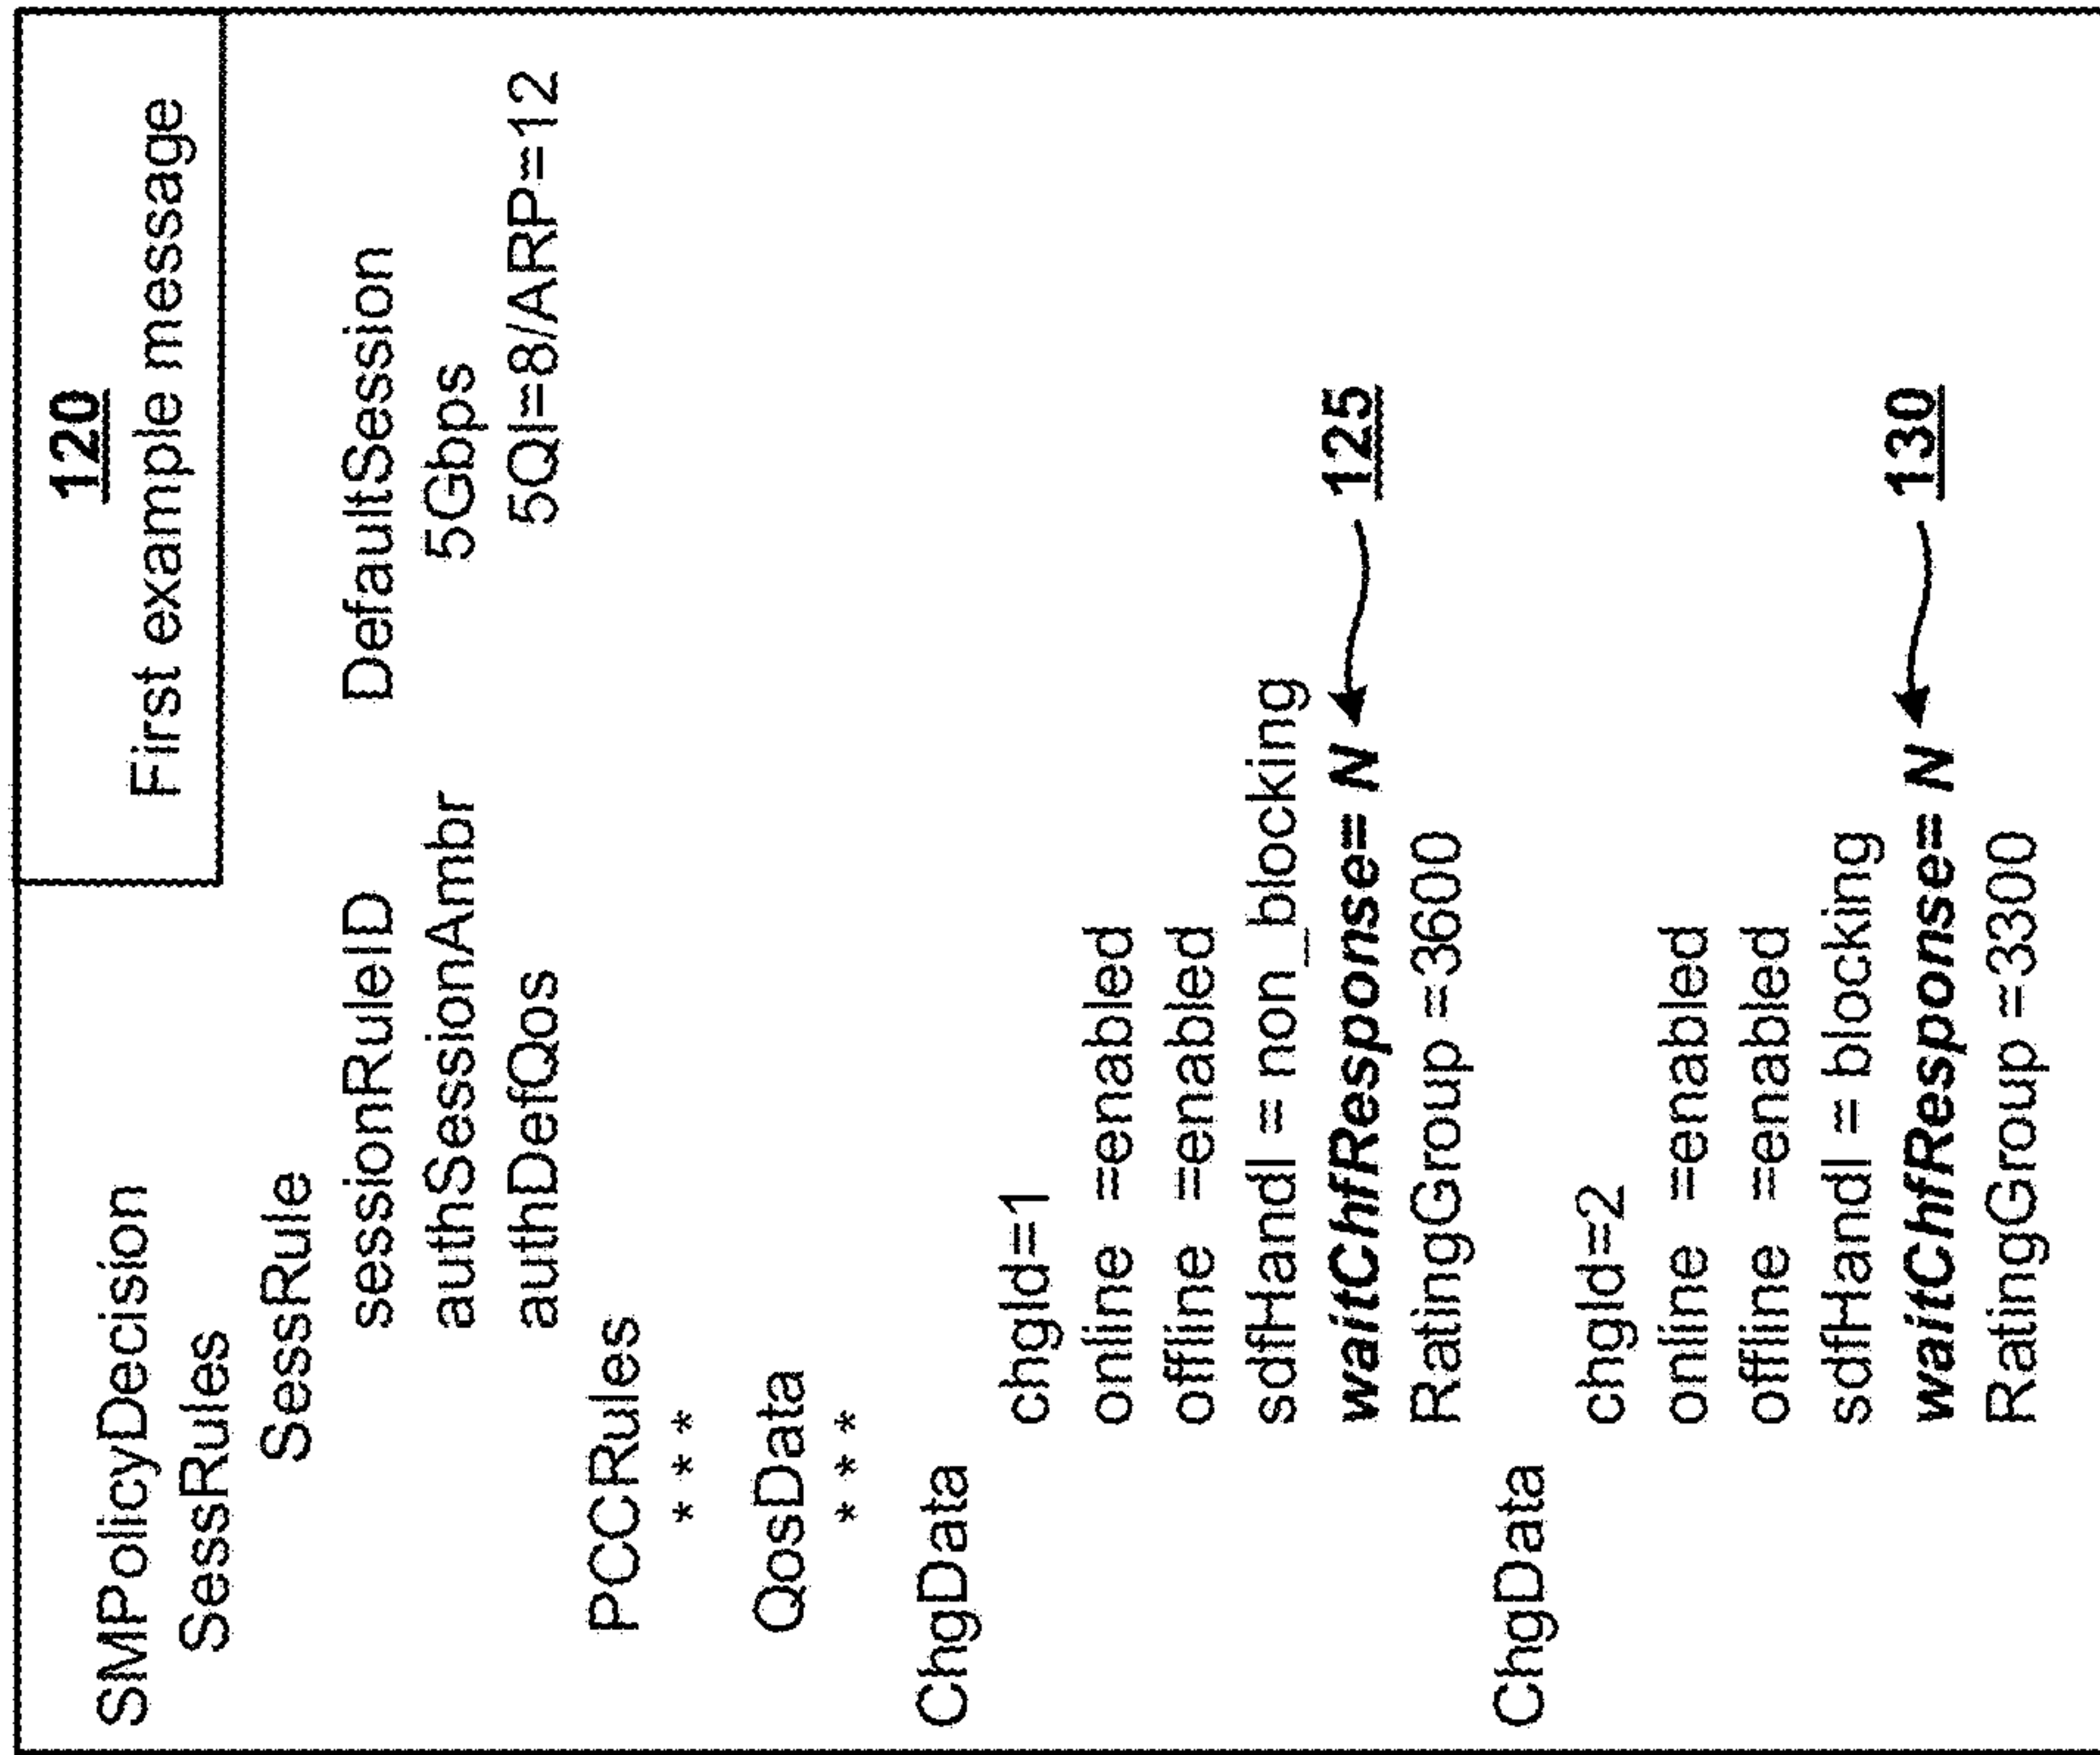 120
First example message
SMPolicyDecision
SessRules
SessRule
sessionRuleID DefaultSession
authSessionAmbr 5Gbps
authDefQos 5QI=8/ARP=12
PCCRules
* * *
QosData
* * *
ChgData
chgId=1
online =enabled
offline =enabled
sdfHandl = non_blocking
waitChfResponse= N 125
RatingGroup =3600
ChgData
chgId=2
online =enabled
offline =enabled
sdfHandl = blocking
waitChfResponse= N 130
RatingGroup =3300